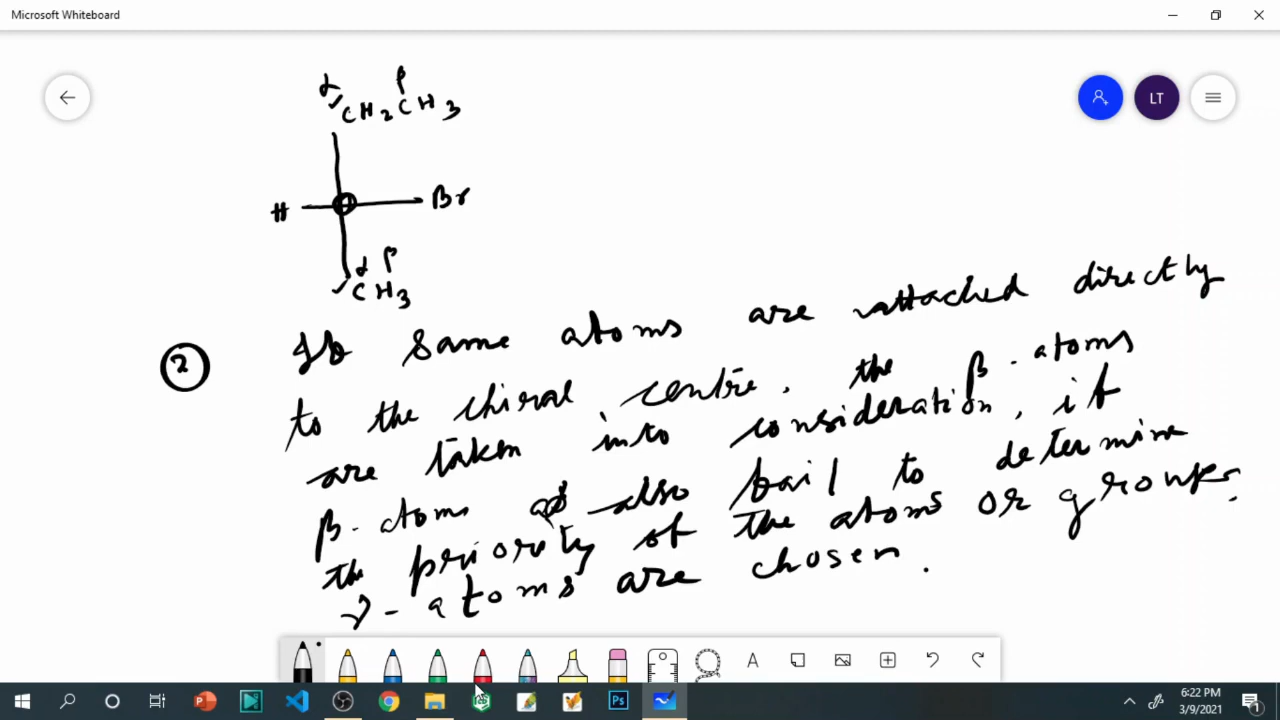 Microsoft Whiteboard
α β
CH2CH3
LT
H Br
α β
CH3
2 If same atoms are attached directly
to the chiral centre, the β-atoms
are taken into consideration, if
β-atoms also fail to determine
the priority of the atoms or groups.
γ-atoms are chosen.
A
Ps
6:22 PM
3/9/2021
1